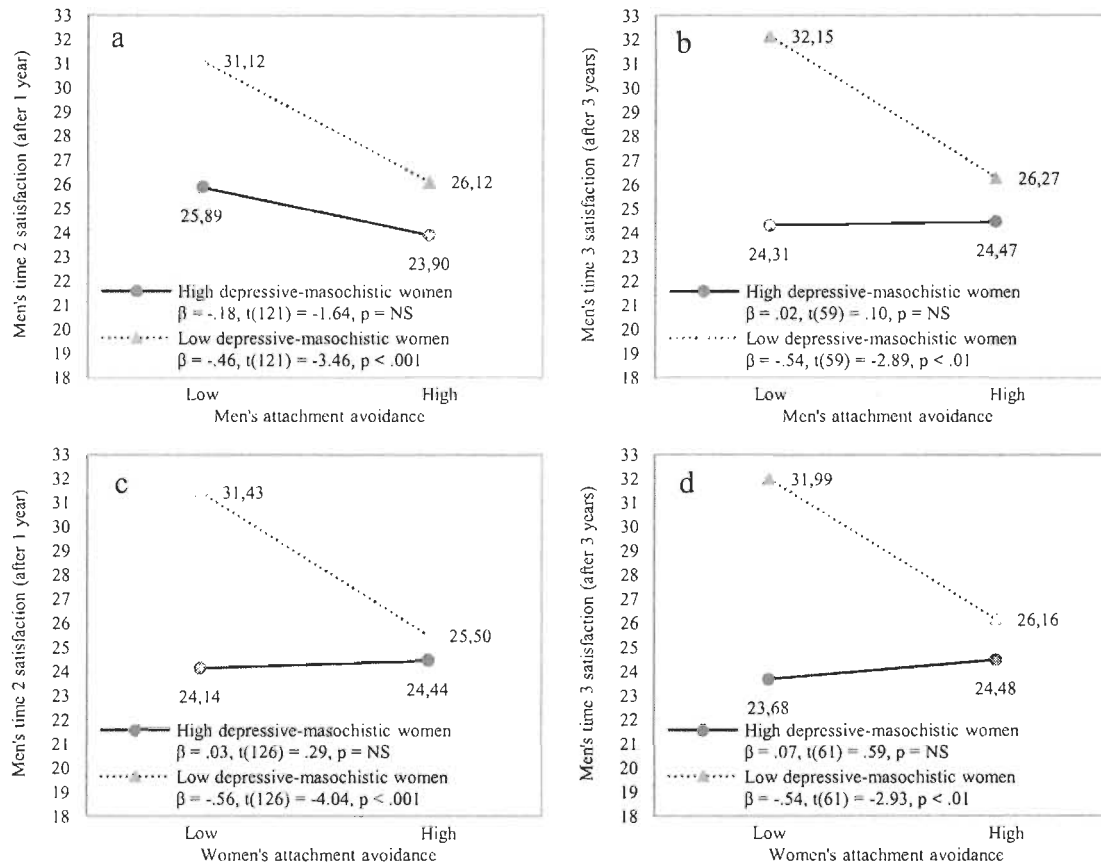 a
Men's time 2 satisfaction (after 1 year)
33
32
31
30
29
28
27
26
25
24
23
22
21
20
19
18
31,12
26,12
25,89
23,90
High depressive-masochistic women
β = -.18, t(121) = -1.64, p = NS
Low depressive-masochistic women
β = -.46, t(121) = -3.46, p < .001
Low
High
Men's attachment avoidance
b
Men's time 3 satisfaction (after 3 years)
33
32
31
30
29
28
27
26
25
24
23
22
21
20
19
18
32,15
26,27
24,31
24,47
High depressive-masochistic women
β = .02, t(59) = .10, p = NS
Low depressive-masochistic women
β = -.54, t(59) = -2.89, p < .01
Low
High
Men's attachment avoidance
c
Men's time 2 satisfaction (after 1 year)
33
32
31
30
29
28
27
26
25
24
23
22
21
20
19
18
31,43
25,50
24,14
24,44
High depressive-masochistic women
β = .03, t(126) = .29, p = NS
Low depressive-masochistic women
β = -.56, t(126) = -4.04, p < .001
Low
High
Women's attachment avoidance
d
Men's time 3 satisfaction (after 3 years)
33
32
31
30
29
28
27
26
25
24
23
22
21
20
19
18
31,99
26,16
23,68
24,48
High depressive-masochistic women
β = .07, t(61) = .59, p = NS
Low depressive-masochistic women
β = -.54, t(61) = -2.93, p < .01
Low
High
Women's attachment avoidance